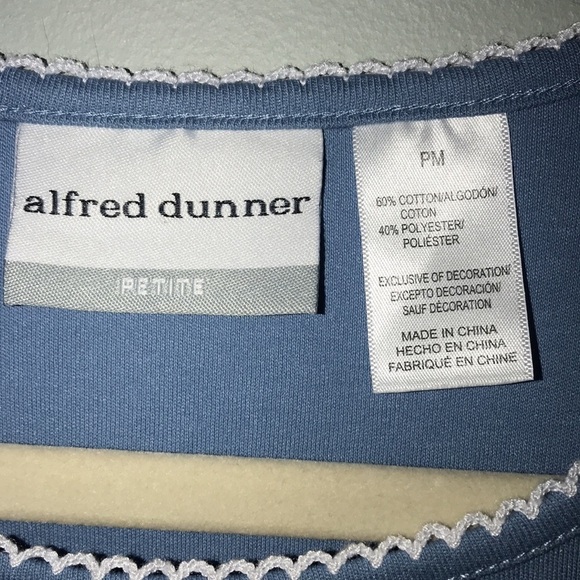 alfred dunner
PETITE
PM
60% COTTON/ALGODÓN/
COTON
40% POLYESTER/
POLIÉSTER
EXCLUSIVE OF DECORATION/
EXCEPTO DECORACIÓN/
SAUF DÉCORATION
MADE IN CHINA
HECHO EN CHINA
FABRIQUÉ EN CHINE